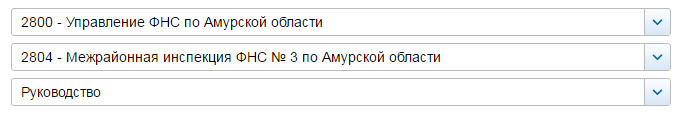 2800 - Управление ФНС по Амурской области
2804 - Межрайонная инспекция ФНС № 3 по Амурской области
Руководство